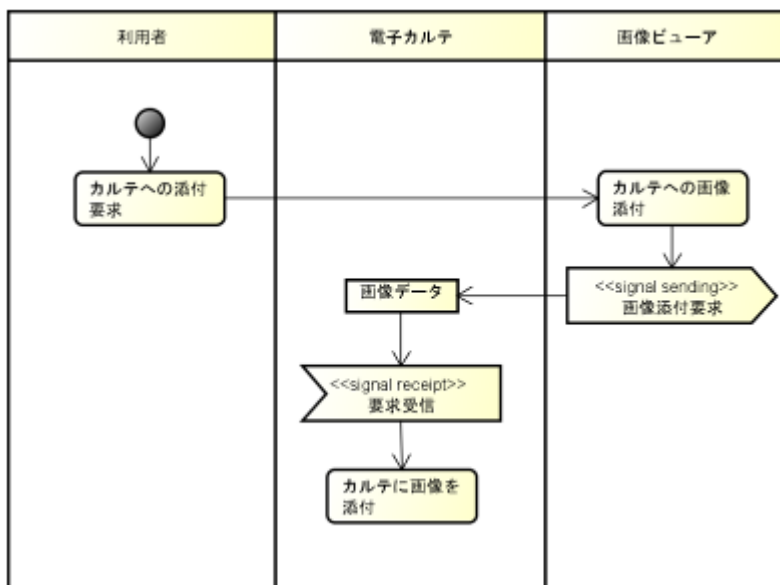 利用者
電子カルテ
画像ビューア
カルテへの添付
要求
カルテへの画像
添付
<<signal sending>>
画像添付要求
画像データ
<<signal receipt>>
要求受信
カルテに画像を
添付